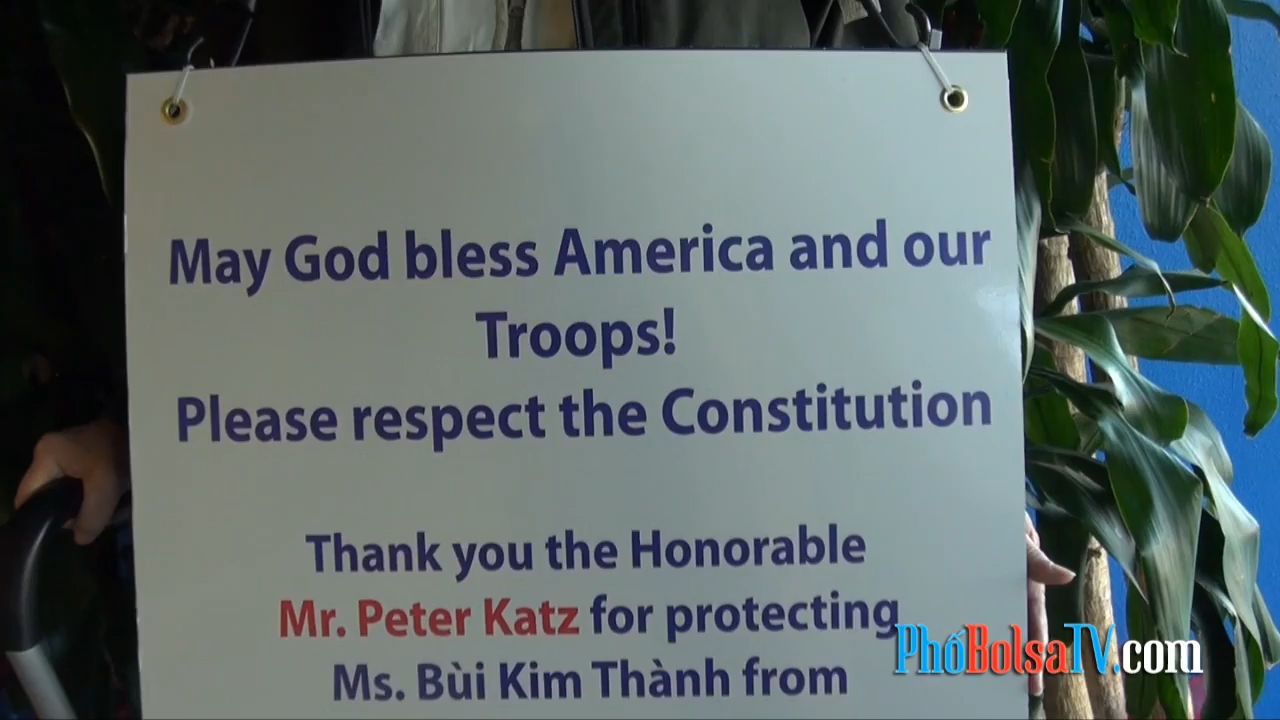 May God bless America and our
Troops!
Please respect the Constitution
Thank you the Honorable
Mr. Peter Katz for protecting
Ms. Bùi Kim Thành from
PhốBolsaTV.com